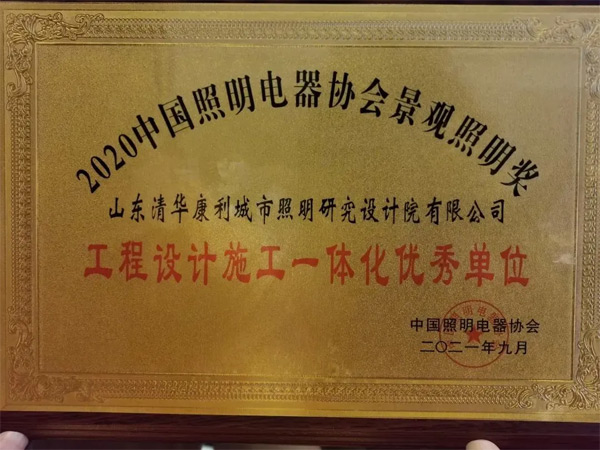 2020中国照明电器协会景观照明奖
山东清华康利城市照明研究设计院有限公司
工程设计施工一体化优秀单位
中国照明电器协会
二〇二一年九月